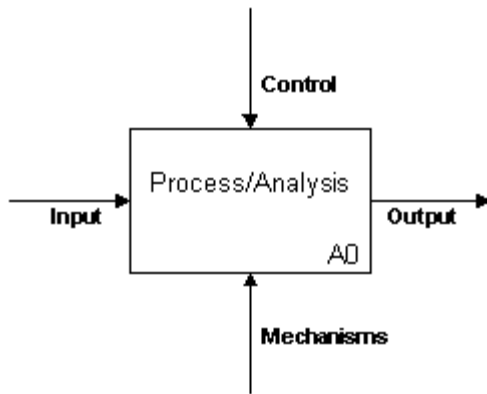 Control
Process/Analysis
Input
Output
A0
Mechanisms